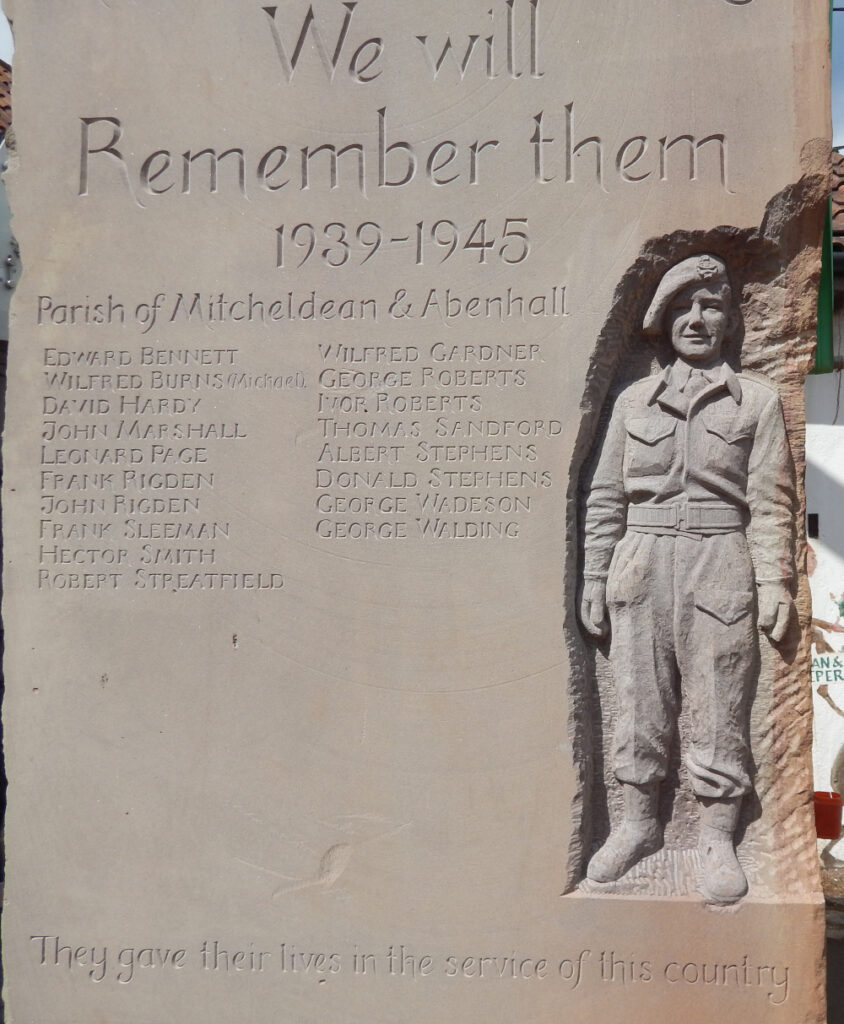 We will
Remember them
1939-1945
Parish of Mitcheldean & Abenhall
EDWARD BENNETT
WILFRED BURNS (Michael).
DAVID HARDY
JOHN MARSHALL
LEONARD PAGE
FRANK RIGDEN
JOHN RIGDEN
FRANK SLEEMAN
HECTOR SMITH
ROBERT STREATFIELD
WILFRED GARDNER
GEORGE ROBERTS
IVOR ROBERTS
THOMAS SANDFORD
ALBERT STEPHENS
DONALD STEPHENS
GEORGE WADESON
GEORGE WALDING
They gave their lives in the service of this country